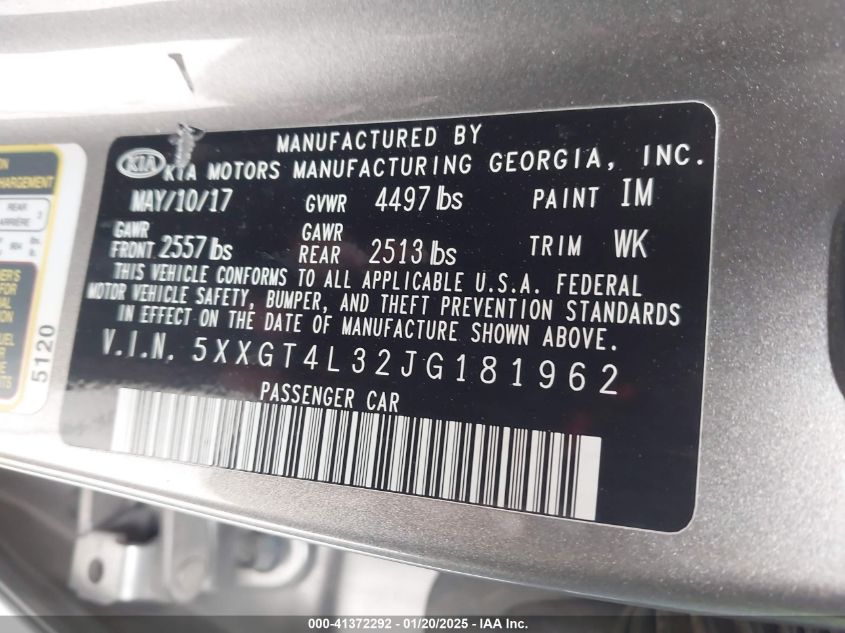 MANUFACTURED BY
KIA KIA MOTORS MANUFACTURING GEORGIA, INC.
MAY/10/17 GVWR 4497 lbs PAINT IM
GAWR FRONT 2557 lbs GAWR REAR 2513 lbs TRIM WK
THIS VEHICLE CONFORMS TO ALL APPLICABLE U.S.A. FEDERAL
MOTOR VEHICLE SAFETY, BUMPER, AND THEFT PREVENTION STANDARDS
IN EFFECT ON THE DATE OF MANUFACTURE SHOWN ABOVE.
V.I.N. 5XXGT4L32JG181962
PASSENGER CAR
REAR
5120
000-41372292 - 01/20/2025 - IAA Inc.